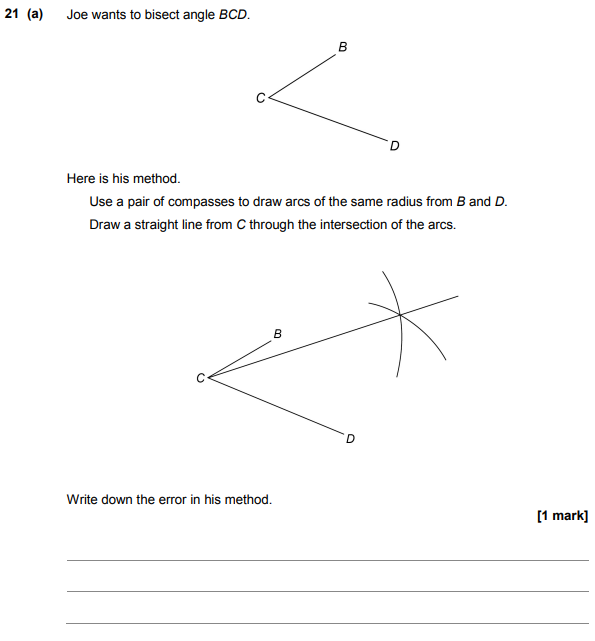 21 (a) Joe wants to bisect angle BCD.
B
C
D
Here is his method.
Use a pair of compasses to draw arcs of the same radius from B and D.
Draw a straight line from C through the intersection of the arcs.
B
C
D
Write down the error in his method.
[1 mark]